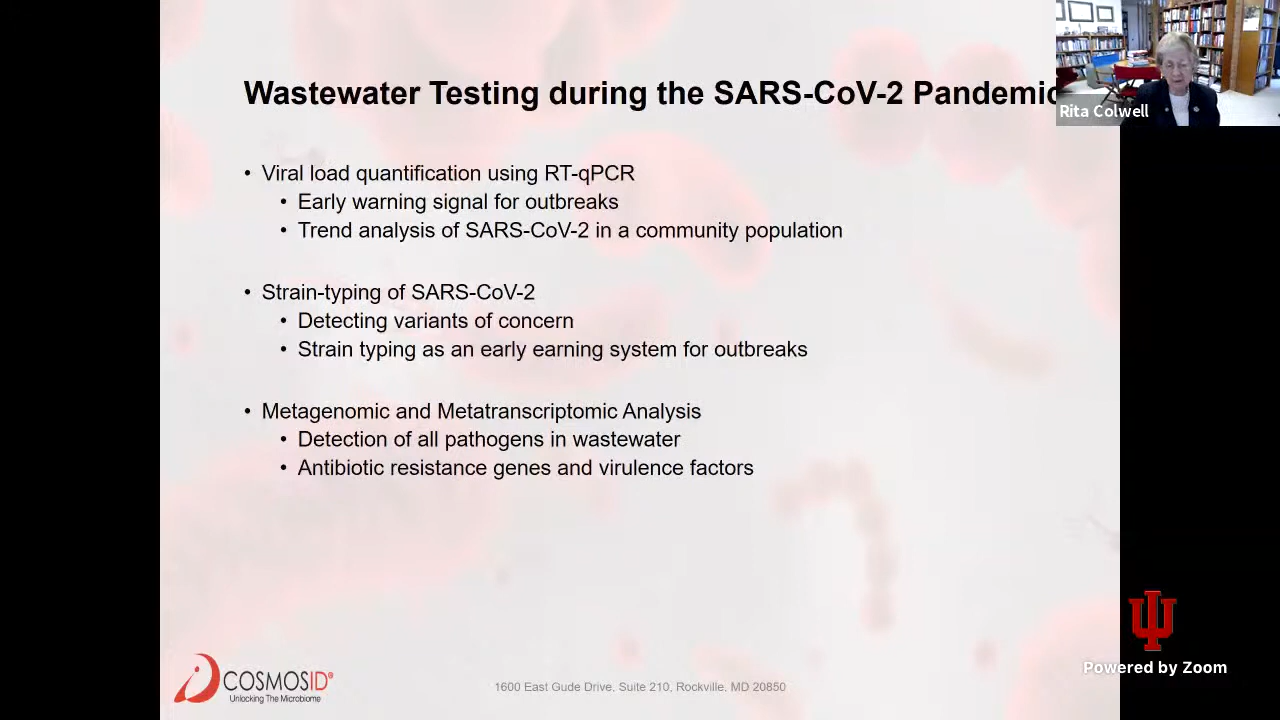 Wastewater Testing during the SARS-CoV-2 Pandemic
Rita Colwell
• Viral load quantification using RT-qPCR
• Early warning signal for outbreaks
• Trend analysis of SARS-CoV-2 in a community population
• Strain-typing of SARS-CoV-2
• Detecting variants of concern
• Strain typing as an early earning system for outbreaks
• Metagenomic and Metatranscriptomic Analysis
• Detection of all pathogens in wastewater
• Antibiotic resistance genes and virulence factors
COSMOSID®
Unlocking The Microbiome
1600 East Gude Drive, Suite 210, Rockville, MD 20850
Powered by Zoom